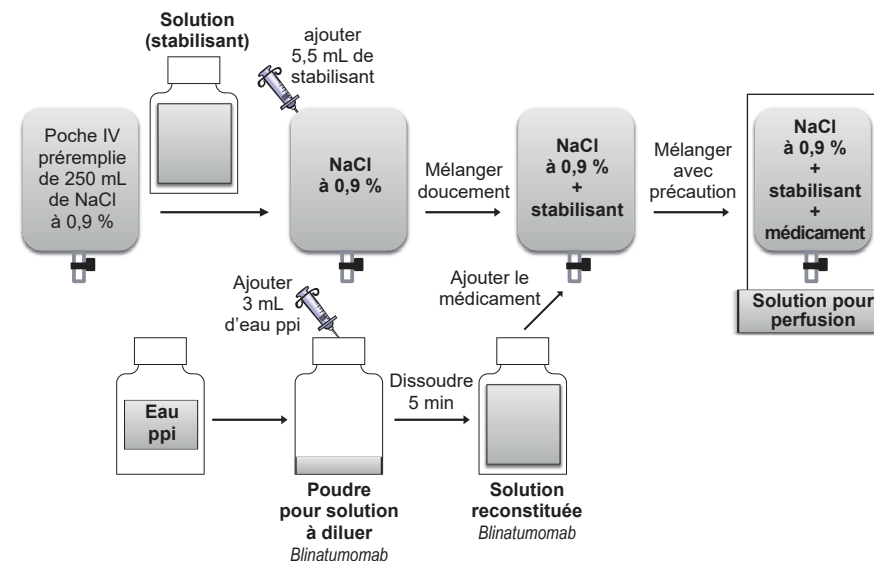 Solution
(stabilisant)
ajouter
5,5 mL de
stabilisant
Poche IV
préremplie
de 250 mL
de NaCl
à 0,9 %
NaCl
à 0,9 %
Mélanger
doucement
NaCl
à 0,9 %
+
stabilisant
Mélanger
avec
précaution
NaCl
à 0,9 %
+
stabilisant
+
médicament
Solution pour
perfusion
Ajouter
3 mL
d’eau ppi
Ajouter le
médicament
Eau
ppi
Dissoudre
5 min
Poudre
pour solution
à diluer
Blinatumomab
Solution
reconstituée
Blinatumomab